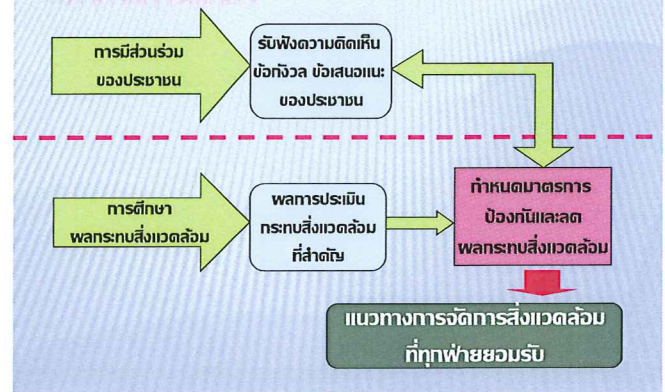 การมีส่วนร่วม
ของประชาชน
รับฟังความคิดเห็น
ข้อกังวล ข้อเสนอแนะ
ของประชาชน
การศึกษา
ผลกระทบสิ่งแวดล้อม
ผลการประเมิน
กระทบสิ่งแวดล้อม
ที่สำคัญ
กำหนดมาตรการ
ป้องกันและลด
ผลกระทบสิ่งแวดล้อม
แนวทางการจัดการสิ่งแวดล้อม
ที่ทุกฝ่ายยอมรับ